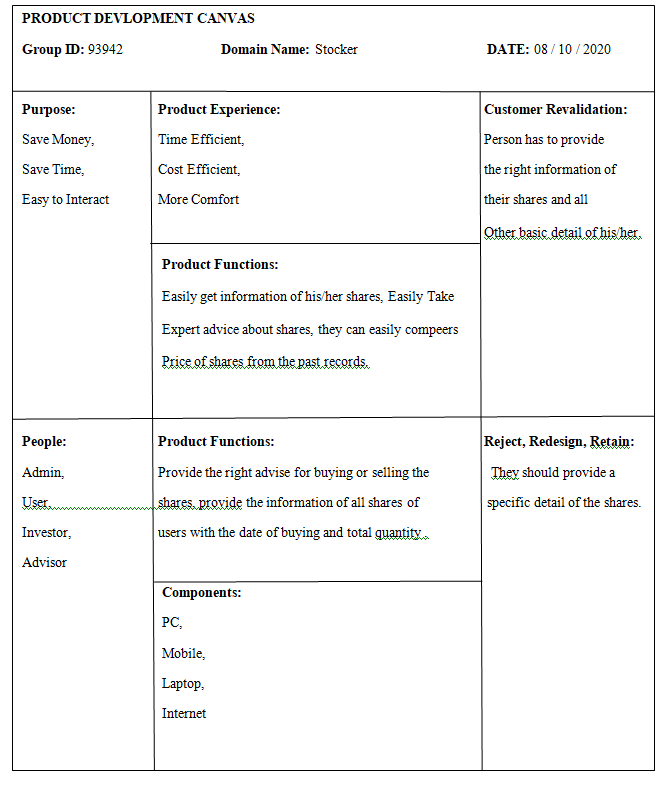 PRODUCT DEVLOPMENT CANVAS
Group ID: 93942 Domain Name: Stocker DATE: 08 / 10 / 2020
Purpose:
Save Money,
Save Time,
Easy to Interact
Product Experience:
Time Efficient,
Cost Efficient,
More Comfort
Product Functions:
Easily get information of his/her shares, Easily Take
Expert advice about shares, they can easily compeers
Price of shares from the past records.
Customer Revalidation:
Person has to provide
the right information of
their shares and all
Other basic detail of his/her.
People:
Admin,
User,
Investor,
Advisor
Product Functions:
Provide the right advise for buying or selling the
shares, provide the information of all shares of
users with the date of buying and total quantity .
Components:
PC,
Mobile,
Laptop,
Internet
Reject, Redesign, Retain:
They should provide a
specific detail of the shares.